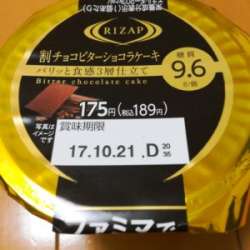 RIZAP
割チョコビターショコラケーキ
パリッと食感3層仕立て
Bitter chocolate cake
糖質
9.6
175円(税込189円)
写真は
イメージです
賞味期限
17.10.21.D
ファミマで